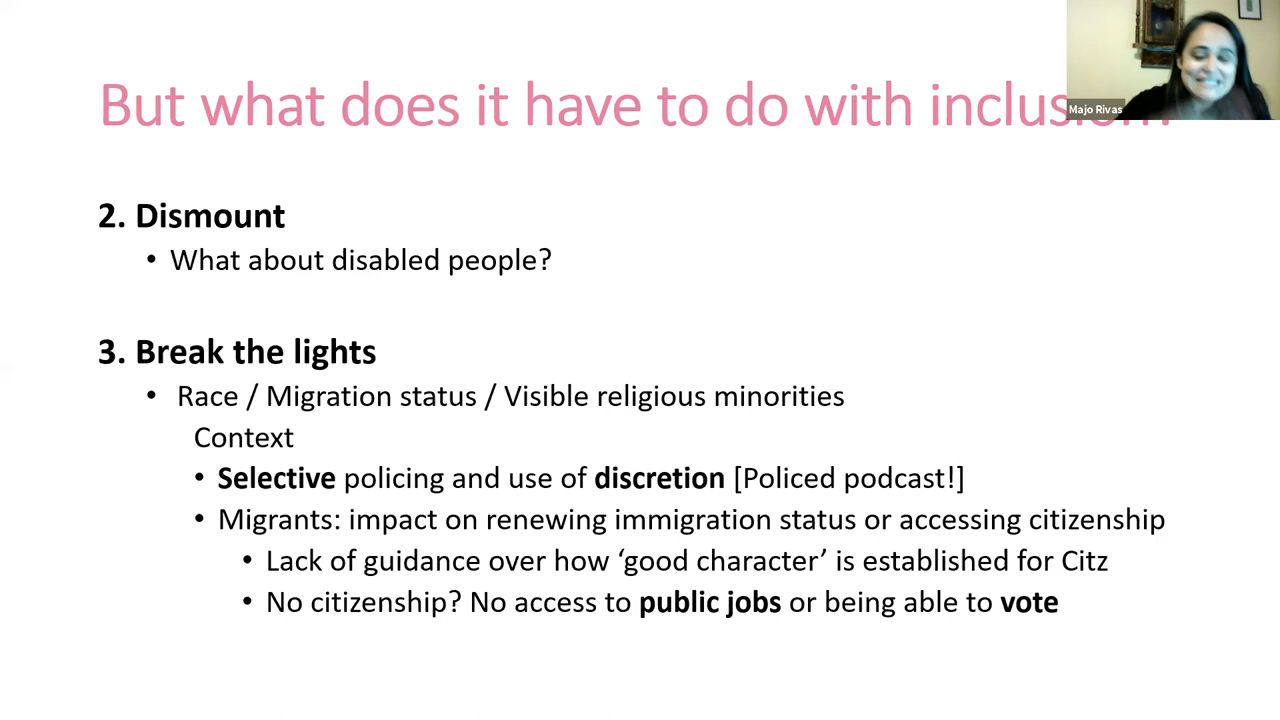 But what does it have to do with
Majo Rivas
2. Dismount
• What about disabled people?
3. Break the lights
• Race / Migration status / Visible religious minorities
Context
• Selective policing and use of discretion [Policed podcast!]
• Migrants: impact on renewing immigration status or accessing citizenship
• Lack of guidance over how ‘good character’ is established for Citz
• No citizenship? No access to public jobs or being able to vote